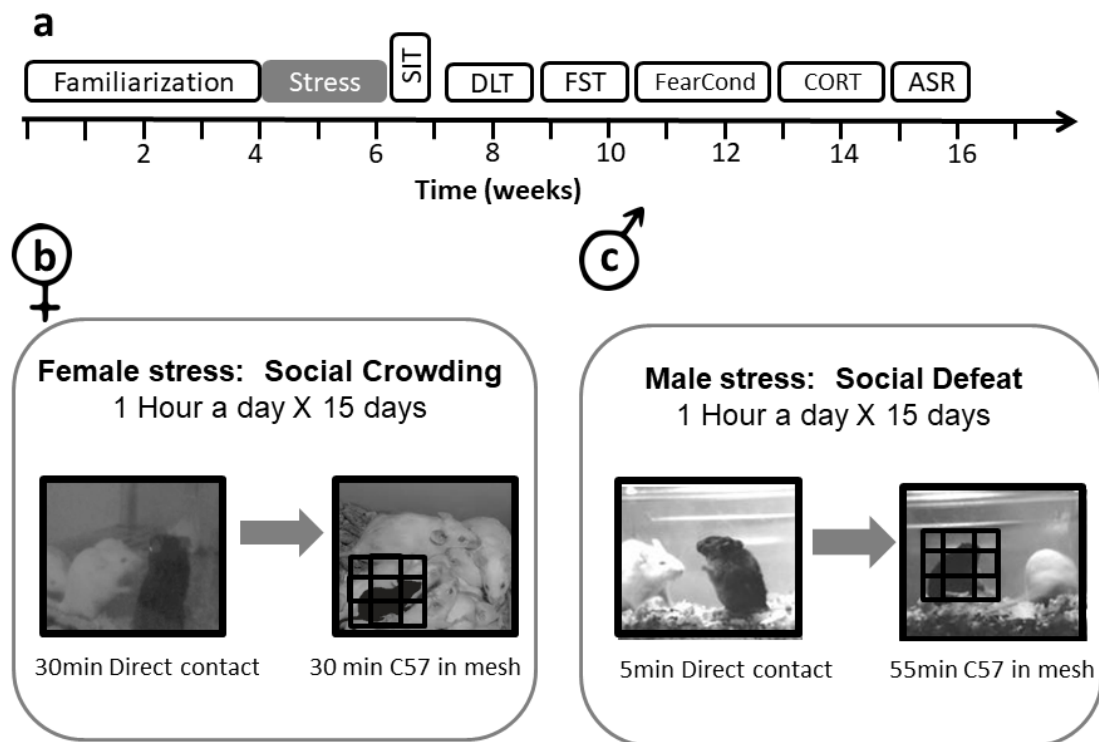 a
Familiarization Stress SIT DLT FST FearCond CORT ASR
2 4 6 8 10 12 14 16
Time (weeks)
b
c
Female stress: Social Crowding
1 Hour a day X 15 days
30min Direct contact
30 min C57 in mesh
Male stress: Social Defeat
1 Hour a day X 15 days
5min Direct contact
55min C57 in mesh